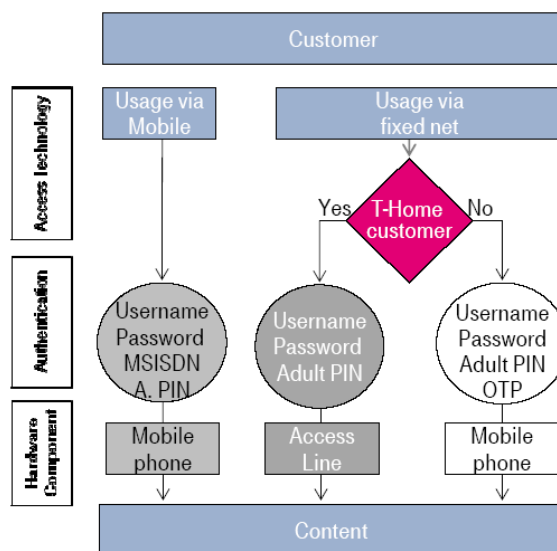 Customer
Access Technology
Usage via
Mobile
Usage via
fixed net
Yes
T-Home
customer
No
Authentication
Username
Password
MSISDN
A. PIN
Username
Password
Adult PIN
Username
Password
Adult PIN
OTP
Hardware
Component
Mobile
phone
Access
Line
Mobile
phone
Content